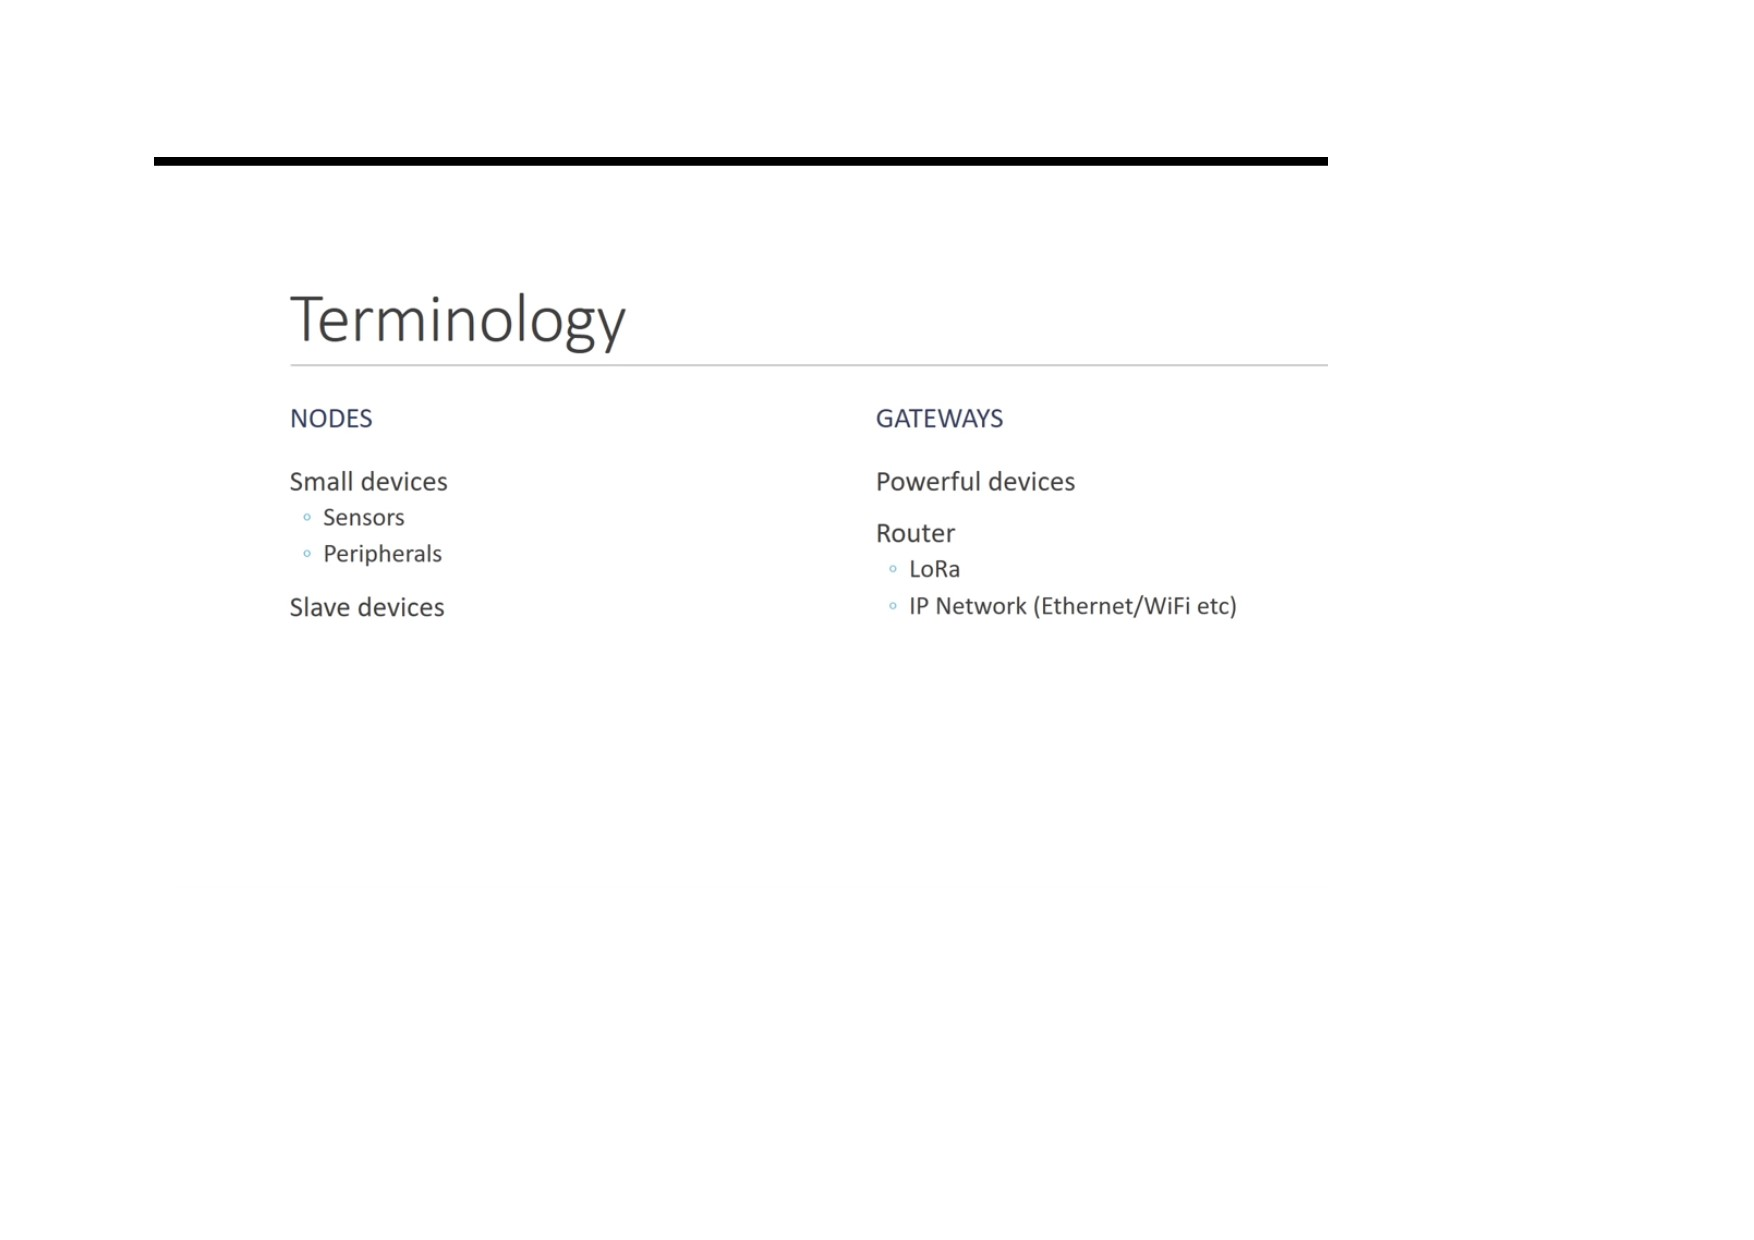 Terminology
NODES
Small devices
◦ Sensors
◦ Peripherals
Slave devices
GATEWAYS
Powerful devices
Router
◦ LoRa
◦ IP Network (Ethernet/WiFi etc)